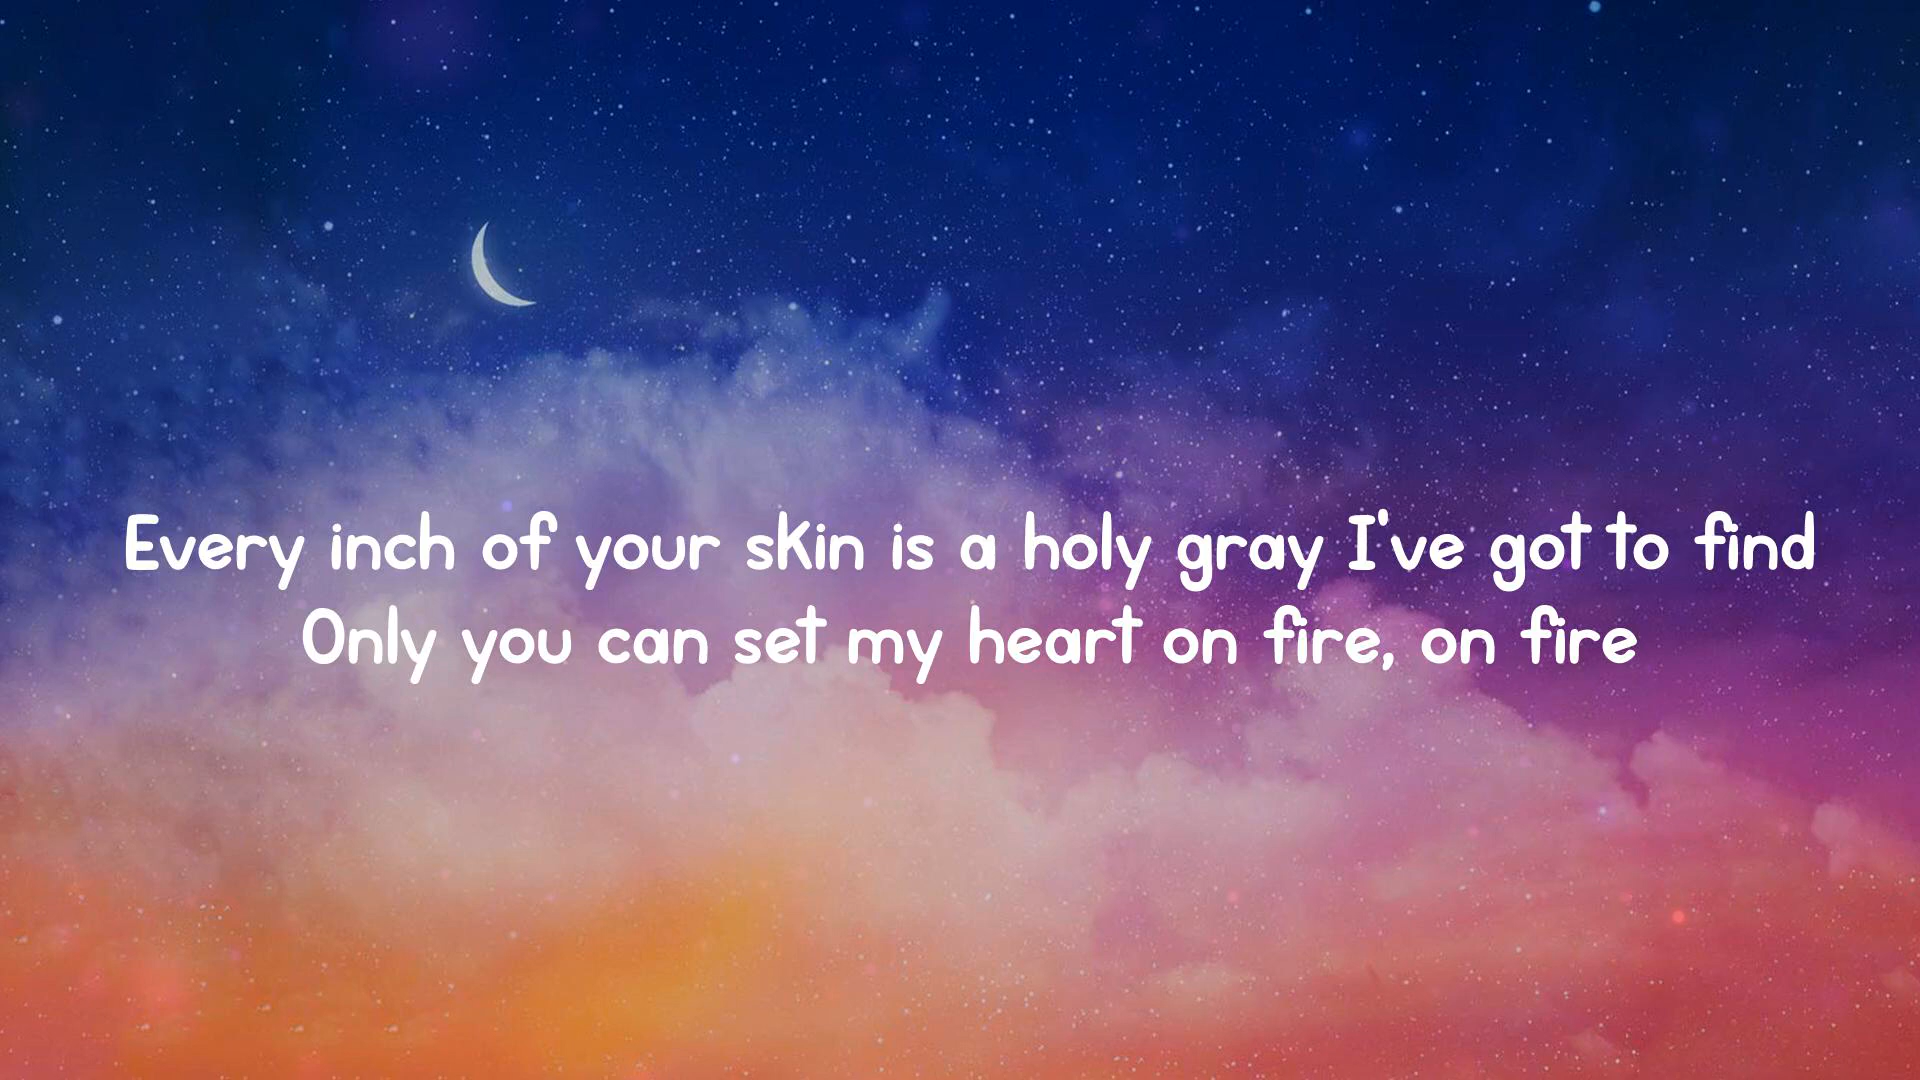 Every inch of your skin is a holy gray I've got to find
Only you can set my heart on fire, on fire